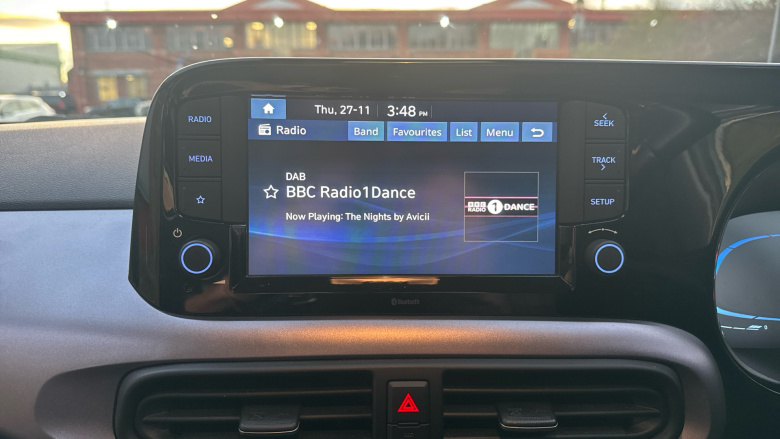 Thu, 27-11 3:48 PM
RADIO
Radio Band Favourites List Menu
SEEK
MEDIA
TRACK
DAB
BBC Radio1Dance
Now Playing: The Nights by Avicii
BBC RADIO 1 DANCE
SETUP
Bluetooth